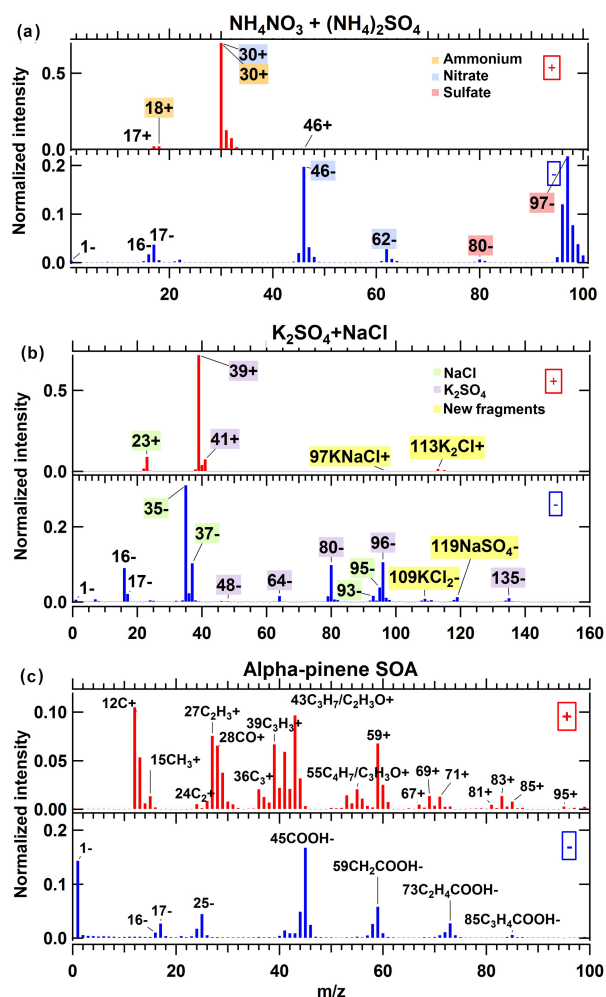 (a)
NH₄NO₃ + (NH₄)₂SO₄
Normalized intensity
0.5
0.0
17+
18+
30+
30+
46+
Ammonium
Nitrate
Sulfate
+
Normalized intensity
0.2
0.1
0.0
1-
16-
17-
46-
62-
80-
97-
-
20 40 60 80 100
(b)
K₂SO₄+NaCl
Normalized intensity
0.5
0.0
23+
39+
41+
97KNaCl+
113K₂Cl+
NaCl
K₂SO₄
New fragments
+
0.2
0.0
1-
16-
17-
35-
37-
48-
64-
80-
93-
95-
96-
109KCl₂-
119NaSO₄-
135-
-
0 20 40 60 80 100 120 140 160
(c)
Alpha-pinene SOA
Normalized intensity
0.10
0.05
0.00
12C+
15CH₃+
24C₂+
27C₂H₃+
28CO+
36C₃+
39C₃H₃+
43C₃H₇/C₂H₃O+
55C₄H₇/C₃H₃O+
59+
67+
69+
71+
81+
83+
85+
95+
+
0.2
0.1
0.0
1-
16-
17-
25-
45COOH-
59CH₂COOH-
73C₂H₄COOH-
85C₃H₄COOH-
-
0 20 40 60 80 100
m/z